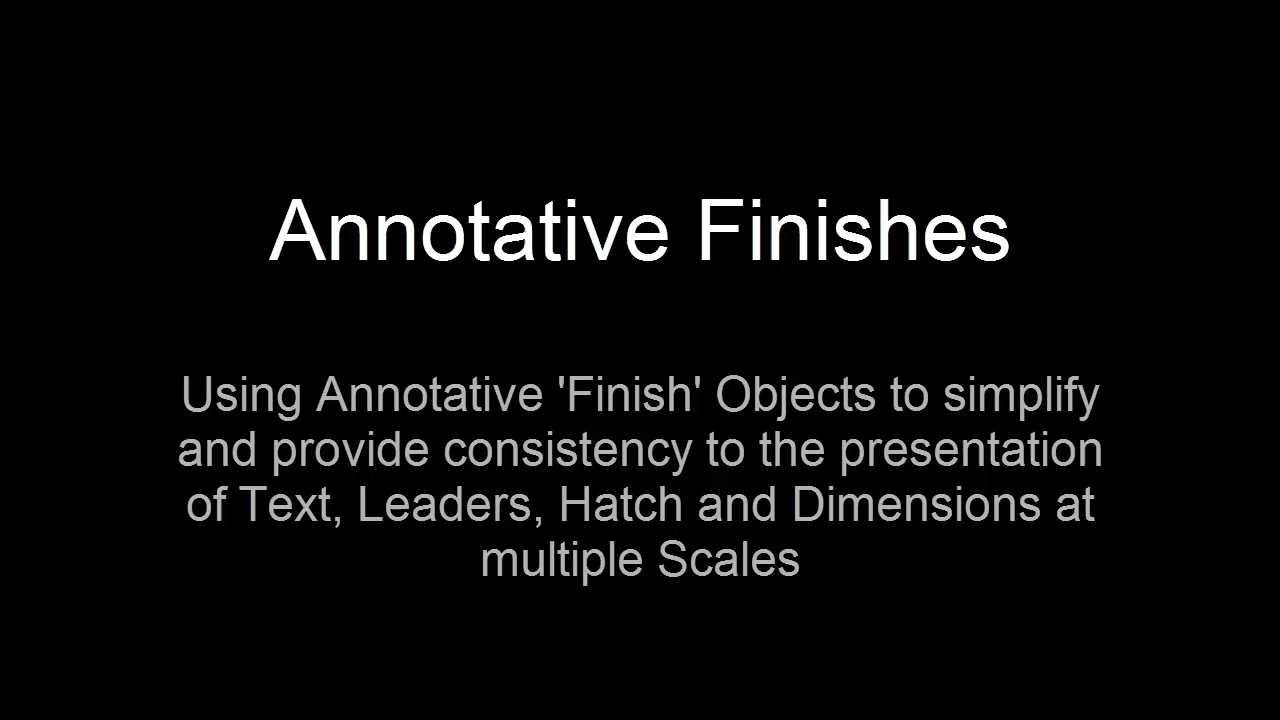 Annotative Finishes
Using Annotative 'Finish' Objects to simplify
and provide consistency to the presentation
of Text, Leaders, Hatch and Dimensions at
multiple Scales